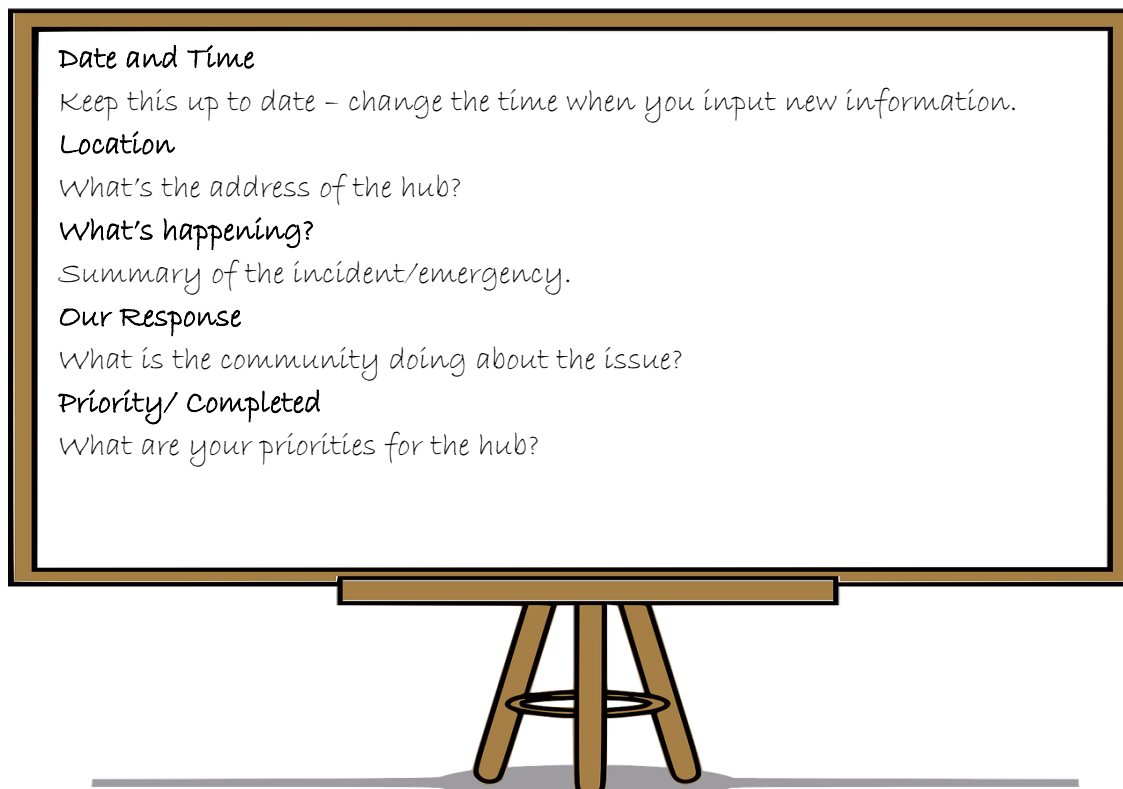 Date and Time
Keep this up to date – change the time when you input new information.
Location
What's the address of the hub?
What's happening?
Summary of the incident/emergency.
Our Response
What is the community doing about the issue?
Priority/ Completed
What are your priorities for the hub?